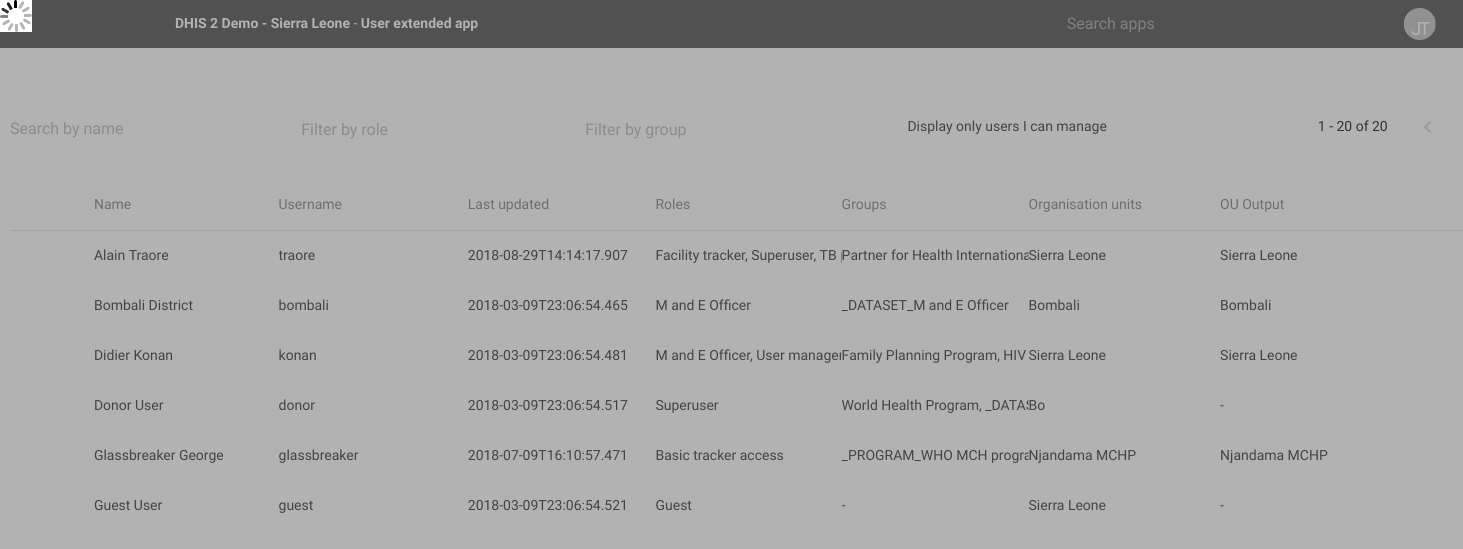 DHIS 2 Demo - Sierra Leone - User extended app Search apps JT
Search by name Filter by role Filter by group Display only users I can manage 1 - 20 of 20
Name Username Last updated Roles Groups Organisation units OU Output
Alain Traore traore 2018-08-29T14:14:17.907 Facility tracker, Superuser, TB Partner for Health Internationa Sierra Leone Sierra Leone
Bombali District bombali 2018-03-09T23:06:54.465 M and E Officer _DATASET_M and E Officer Bombali Bombali
Didier Konan konan 2018-03-09T23:06:54.481 M and E Officer, User manager Family Planning Program, HIV Sierra Leone Sierra Leone
Donor User donor 2018-03-09T23:06:54.517 Superuser World Health Program, _DATAS Bo -
Glassbreaker George glassbreaker 2018-07-09T16:10:57.471 Basic tracker access _PROGRAM_WHO MCH progra Njandama MCHP Njandama MCHP
Guest User guest 2018-03-09T23:06:54.521 Guest - Sierra Leone -